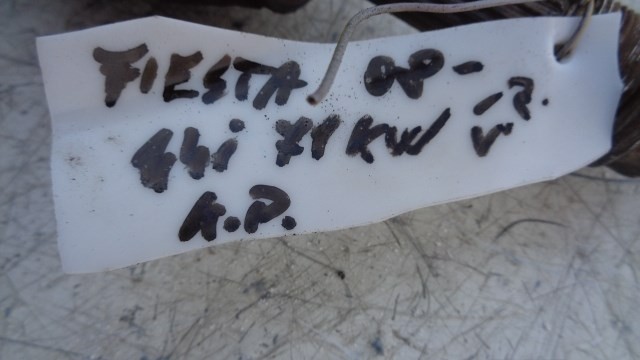 FIESTA 08-
44i 71KW
A.P.